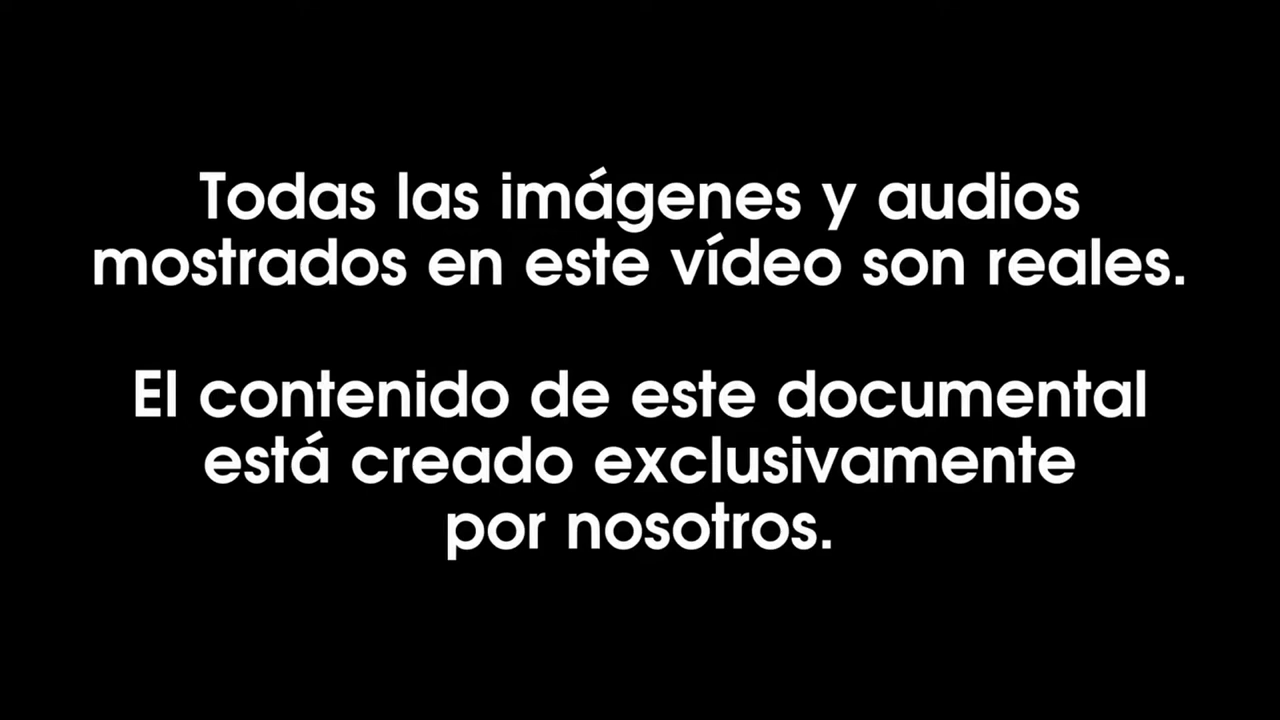 Todas las imágenes y audios
mostrados en este vídeo son reales.
El contenido de este documental
está creado exclusivamente
por nosotros.